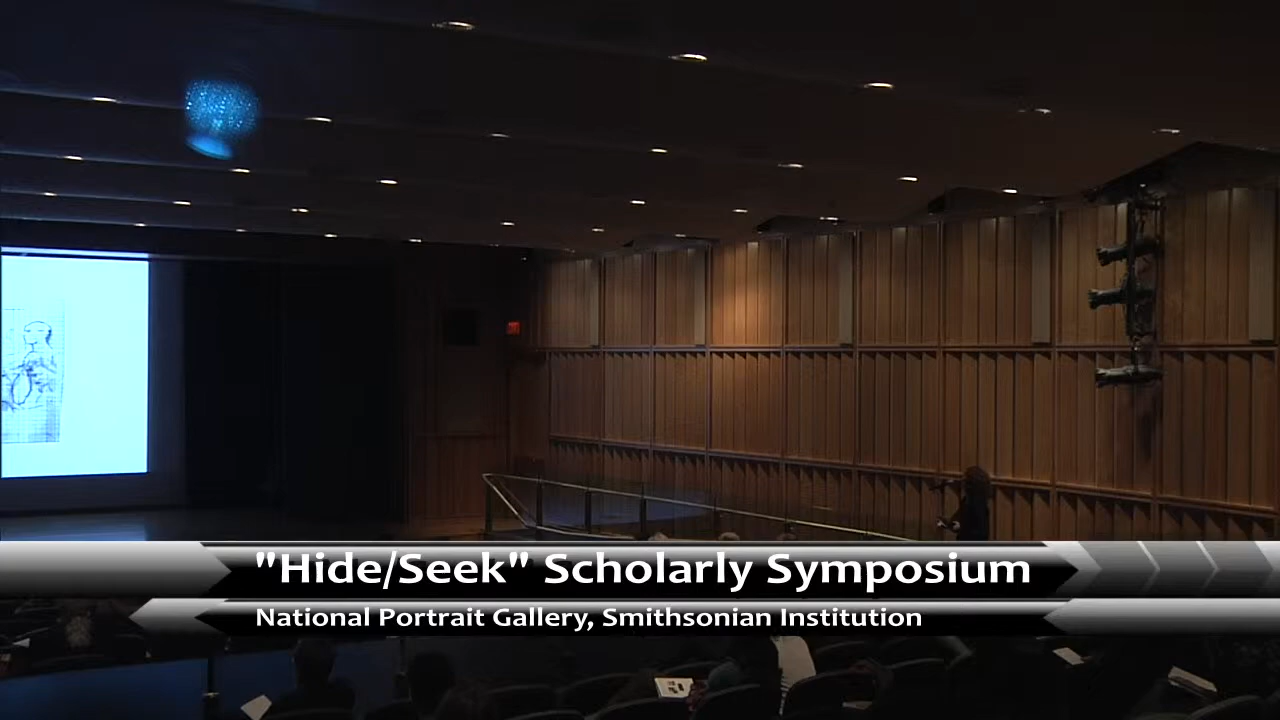 "Hide/Seek" Scholarly Symposium
National Portrait Gallery, Smithsonian Institution